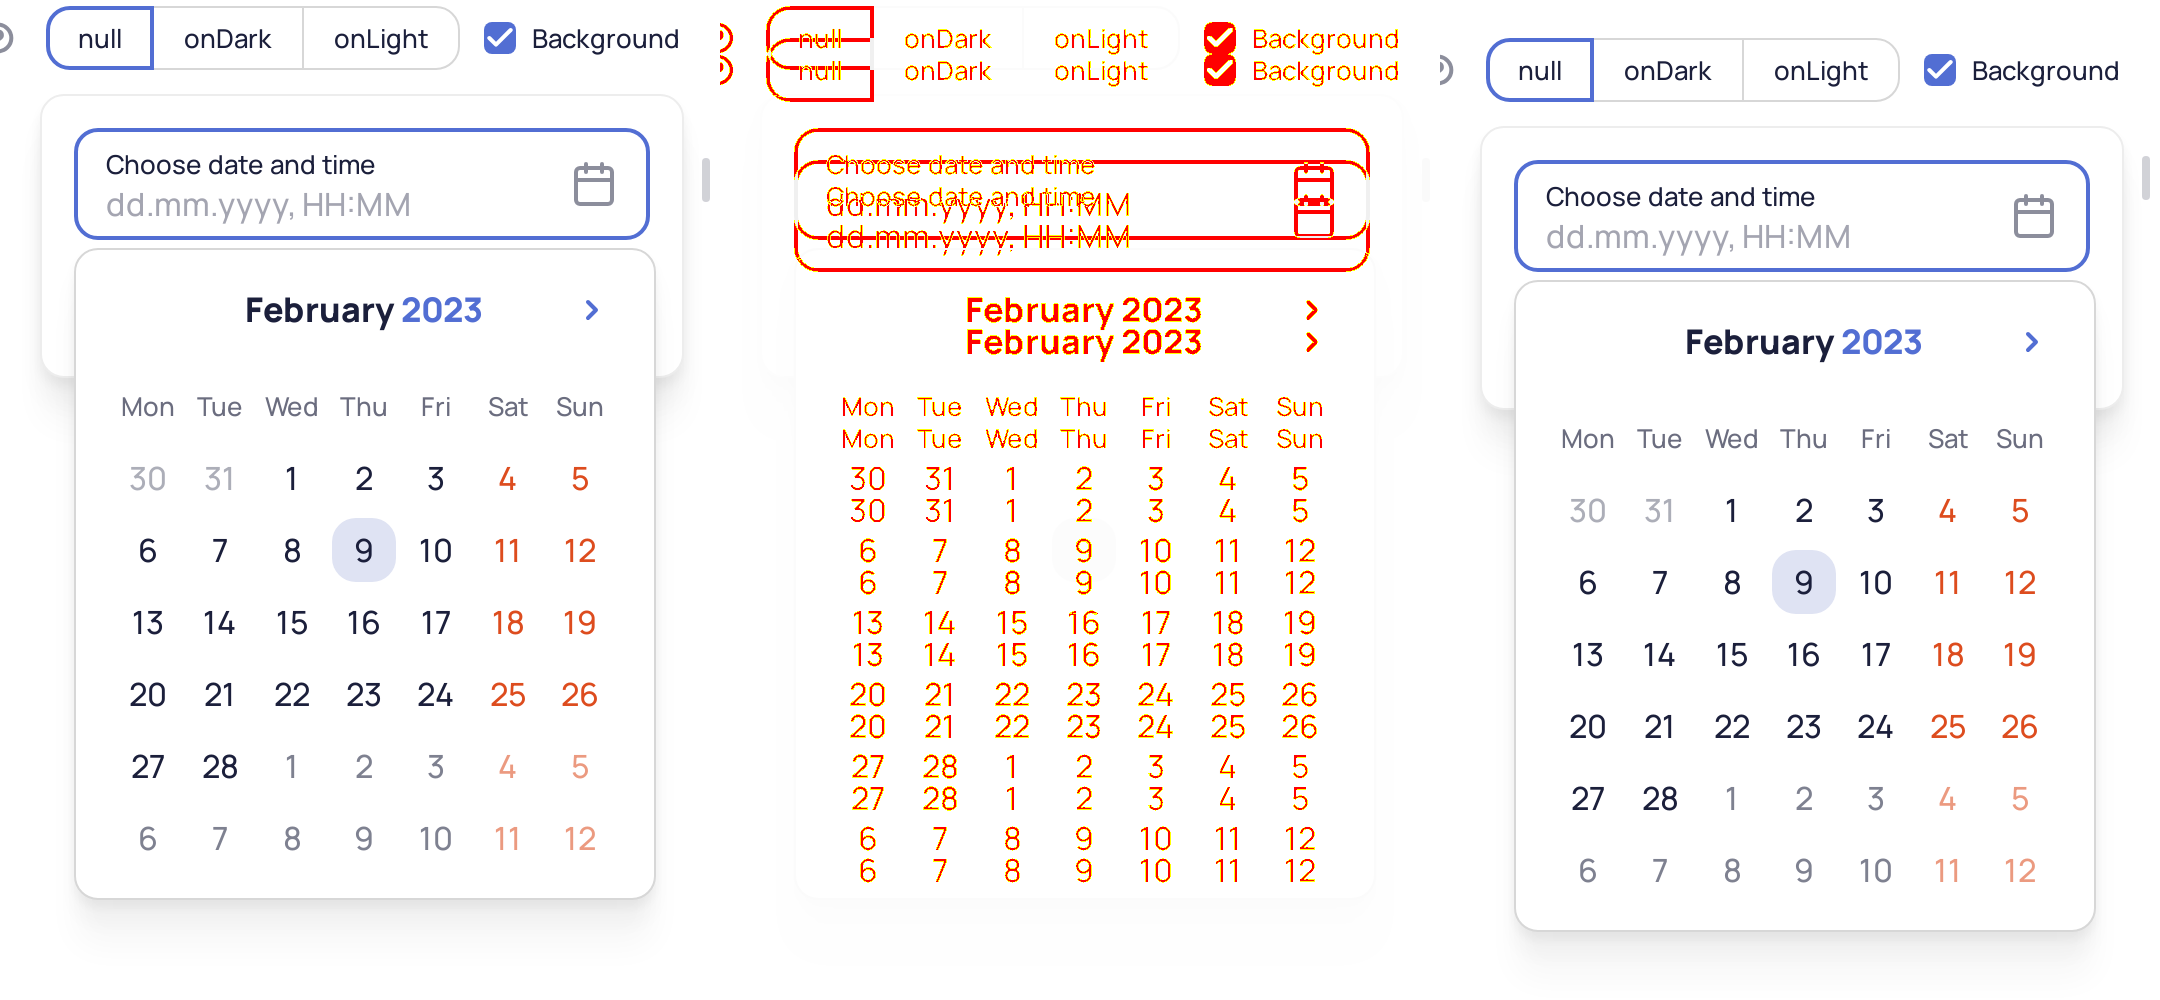 null onDark onLight Background
Choose date and time
dd.mm.yyyy, HH:MM
February 2023
Mon Tue Wed Thu Fri Sat Sun
30 31 1 2 3 4 5
6 7 8 9 10 11 12
13 14 15 16 17 18 19
20 21 22 23 24 25 26
27 28 1 2 3 4 5
6 7 8 9 10 11 12
null onDark onLight Background
null onDark onLight Background
Choose date and time
Choose date and time
dd.mm.yyyy, HH:MM
dd.mm.yyyy, HH:MM
February 2023
February 2023
Mon Tue Wed Thu Fri Sat Sun
Mon Tue Wed Thu Fri Sat Sun
30 31 1 2 3 4 5
30 31 1 2 3 4 5
6 7 8 9 10 11 12
6 7 8 9 10 11 12
13 14 15 16 17 18 19
13 14 15 16 17 18 19
20 21 22 23 24 25 26
20 21 22 23 24 25 26
27 28 1 2 3 4 5
27 28 1 2 3 4 5
6 7 8 9 10 11 12
6 7 8 9 10 11 12
null onDark onLight Background
Choose date and time
dd.mm.yyyy, HH:MM
February 2023
Mon Tue Wed Thu Fri Sat Sun
30 31 1 2 3 4 5
6 7 8 9 10 11 12
13 14 15 16 17 18 19
20 21 22 23 24 25 26
27 28 1 2 3 4 5
6 7 8 9 10 11 12